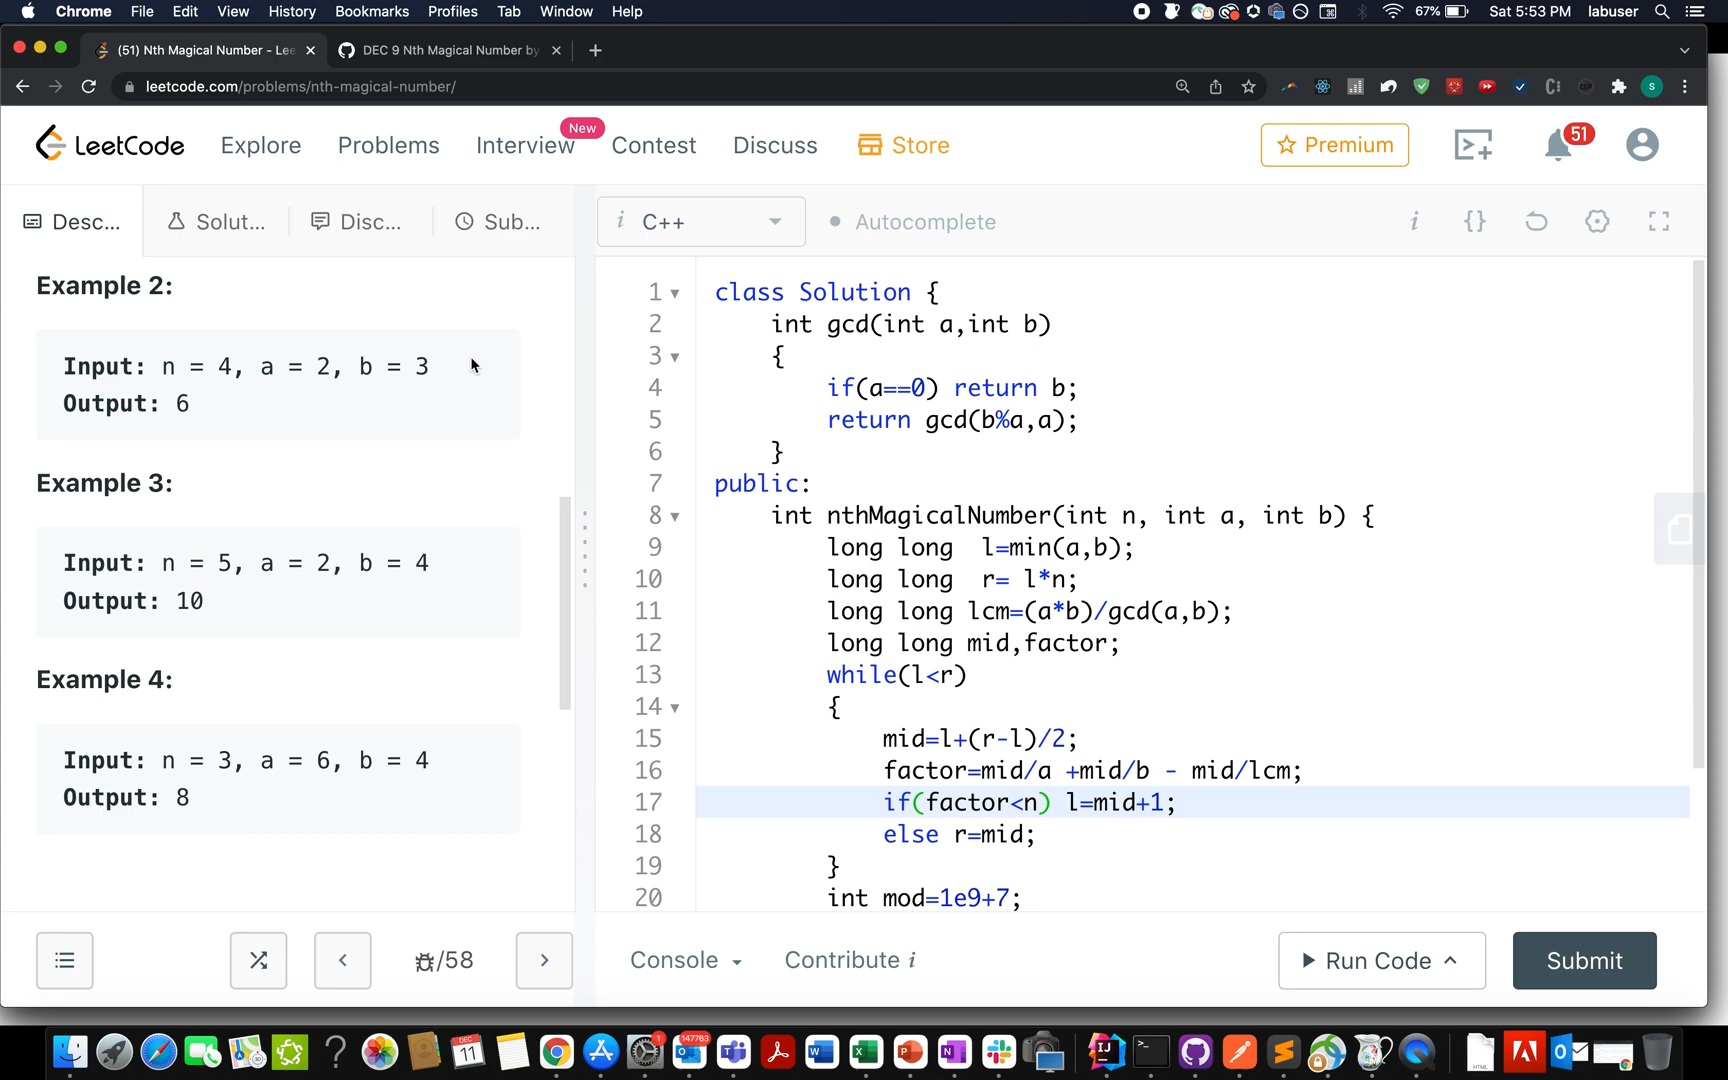 Chrome File Edit View History Bookmarks Profiles Tab Window Help 67% Sat 5:53 PM labuser
(51) Nth Magical Number - Lee DEC 9 Nth Magical Number by
leetcode.com/problems/nth-magical-number/ S
LeetCode Explore Problems Interview New Contest Discuss Store Premium 51
Desc... Solut... Disc... Sub... i C++ Autocomplete i {}
Example 2:
Input: n = 4, a = 2, b = 3
Output: 6
Example 3:
Input: n = 5, a = 2, b = 4
Output: 10
Example 4:
Input: n = 3, a = 6, b = 4
Output: 8
1 class Solution {
2 int gcd(int a,int b)
3 {
4 if(a==0) return b;
5 return gcd(b%a,a);
6 }
7 public:
8 int nthMagicalNumber(int n, int a, int b) {
9 long long  l=min(a,b);
10 long long  r= l*n;
11 long long lcm=(a*b)/gcd(a,b);
12 long long mid,factor;
13 while(l<r)
14 {
15 mid=l+(r-l)/2;
16 factor=mid/a +mid/b - mid/lcm;
17 if(factor<n) l=mid+1;
18 else r=mid;
19 }
20 int mod=1e9+7;
/58 Console Contribute i Run Code Submit
DEC 11 1 147763